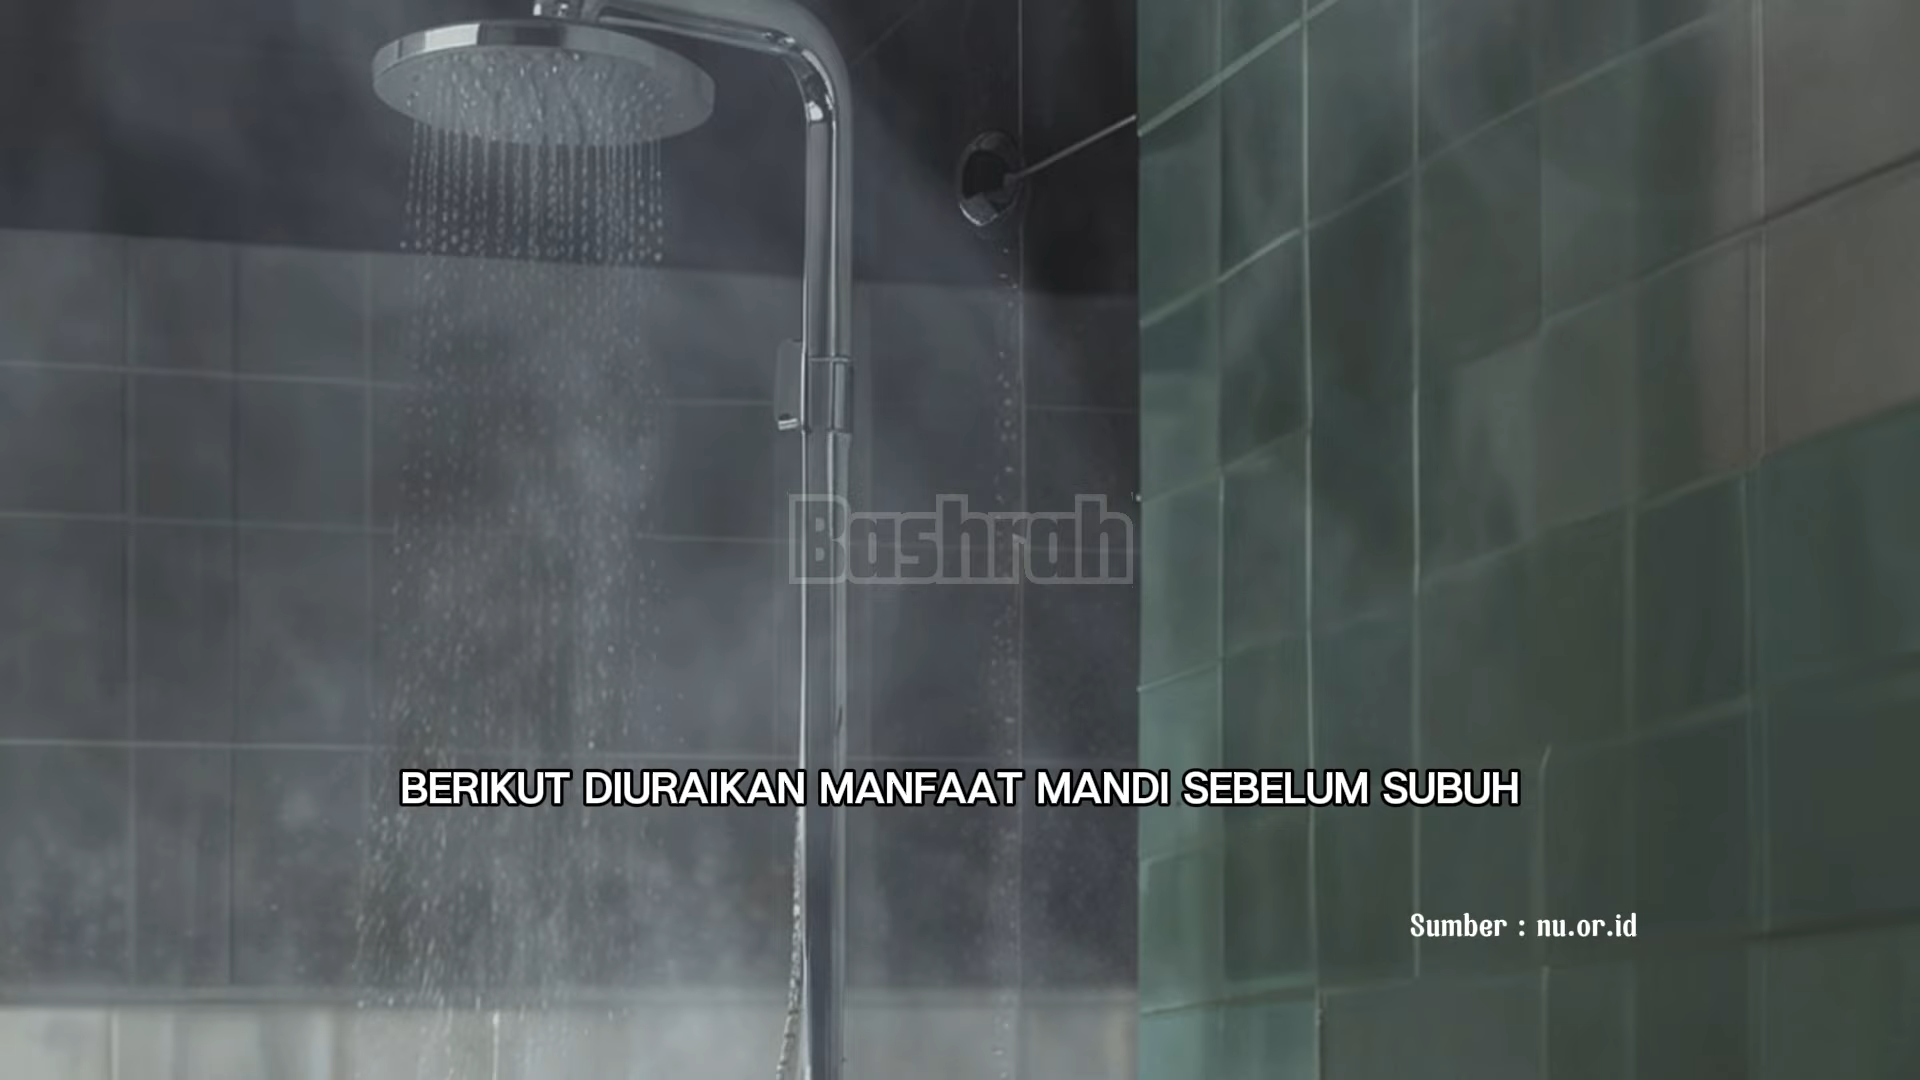 Bashrah
BERIKUT DIURAIKAN MANFAAT MANDI SEBELUM SUBUH
Sumber : nu.or.id